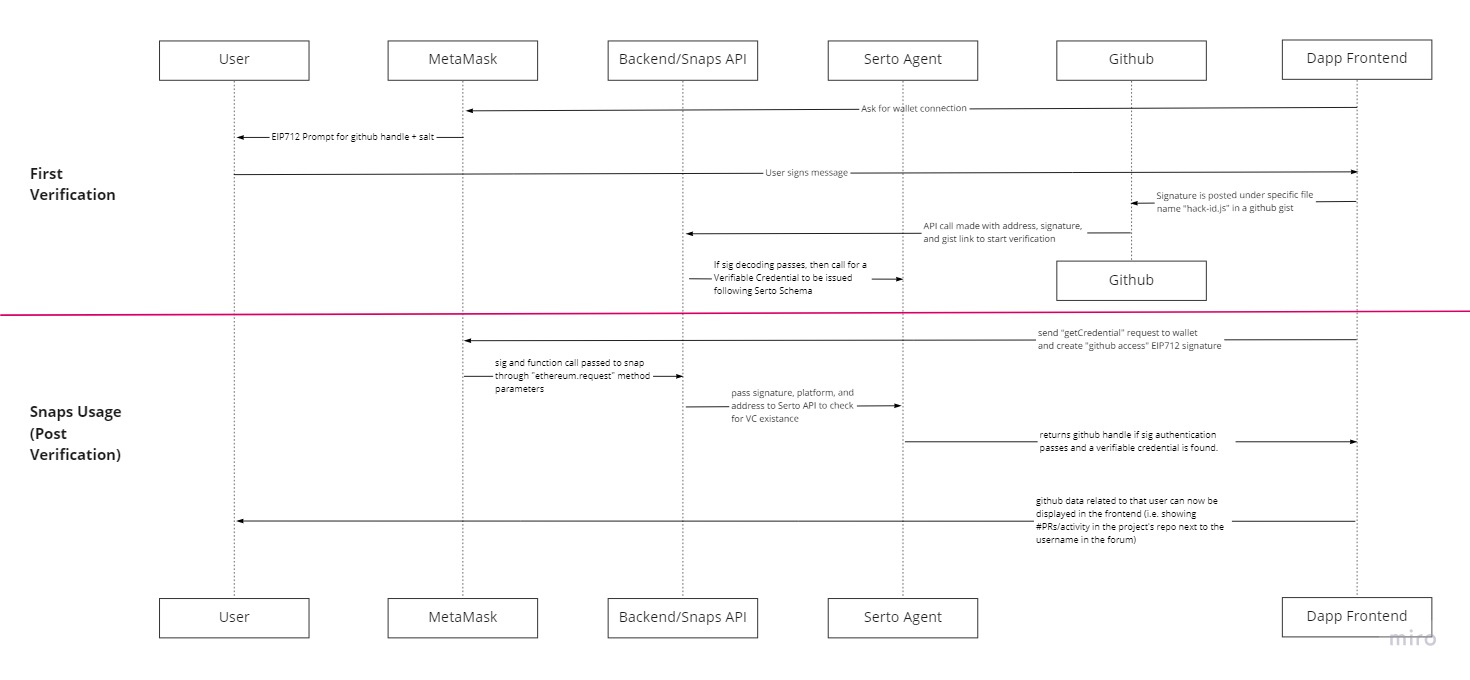 User
MetaMask
Backend/Snaps API
Serto Agent
Github
Dapp Frontend
Ask for wallet connection
EIP712 Prompt for github handle + salt
First
Verification
User signs message
Signature is posted under specific file
name "hack-id.js" in a github gist
API call made with address, signature,
and gist link to start verification
If sig decoding passes, then call for a
Verifiable Credential to be issued
following Serto Schema
Github
send "getCredential" request to wallet
and create "github access" EIP712 signature
sig and function call passed to snap
through "ethereum.request" method
parameters
pass signature, platform, and
address to Serto API to check
for VC existance
Snaps Usage
(Post
Verification)
returns github handle if sig authentication
passes and a verifiable credential is found.
github data related to that user can now be
displayed in the frontend (i.e. showing
#PRs/activity in the project's repo next to the
username in the forum)
User
MetaMask
Backend/Snaps API
Serto Agent
Dapp Frontend
miro